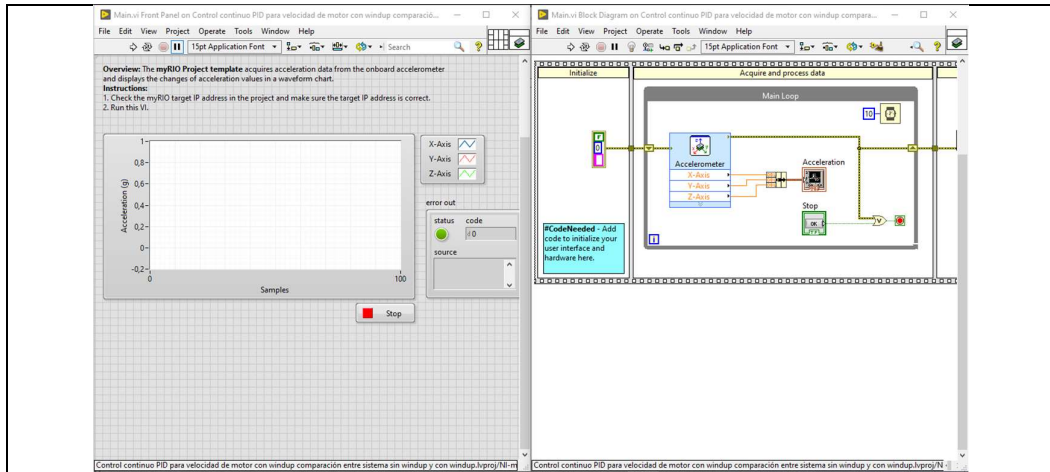 Main.vi Front Panel on Control continuo PID para velocidad de motor con windup comparació...
File Edit View Project Operate Tools Window Help
15pt Application Font
Search
Overview: The myRIO Project template acquires acceleration data from the onboard accelerometer
and displays the changes of acceleration values in a waveform chart.
Instructions:
1. Check the myRIO target IP address in the project and make sure the target IP address is correct.
2. Run this VI.
Acceleration (g)
1
0,8
0,6
0,4
0,2
0
-0,2
0
100
Samples
X-Axis
Y-Axis
Z-Axis
error out
status code
0
source
Stop
Control continuo PID para velocidad de motor con windup comparación entre sistema sin windup y con windup.lvproj/NI-m
Main.vi Block Diagram on Control continuo PID para velocidad de motor con windup compara...
File Edit View Project Operate Tools Window Help
15pt Application Font
Initialize
Acquire and process data
Main Loop
10
0
Accelerometer
X-Axis
Y-Axis
Z-Axis
Acceleration
Stop
OK
TF
i
#CodeNeeded - Add
code to initialize your
user interface and
hardware here.
Control continuo PID para velocidad de motor con windup comparación entre sistema sin windup y con windup.lvproj/N